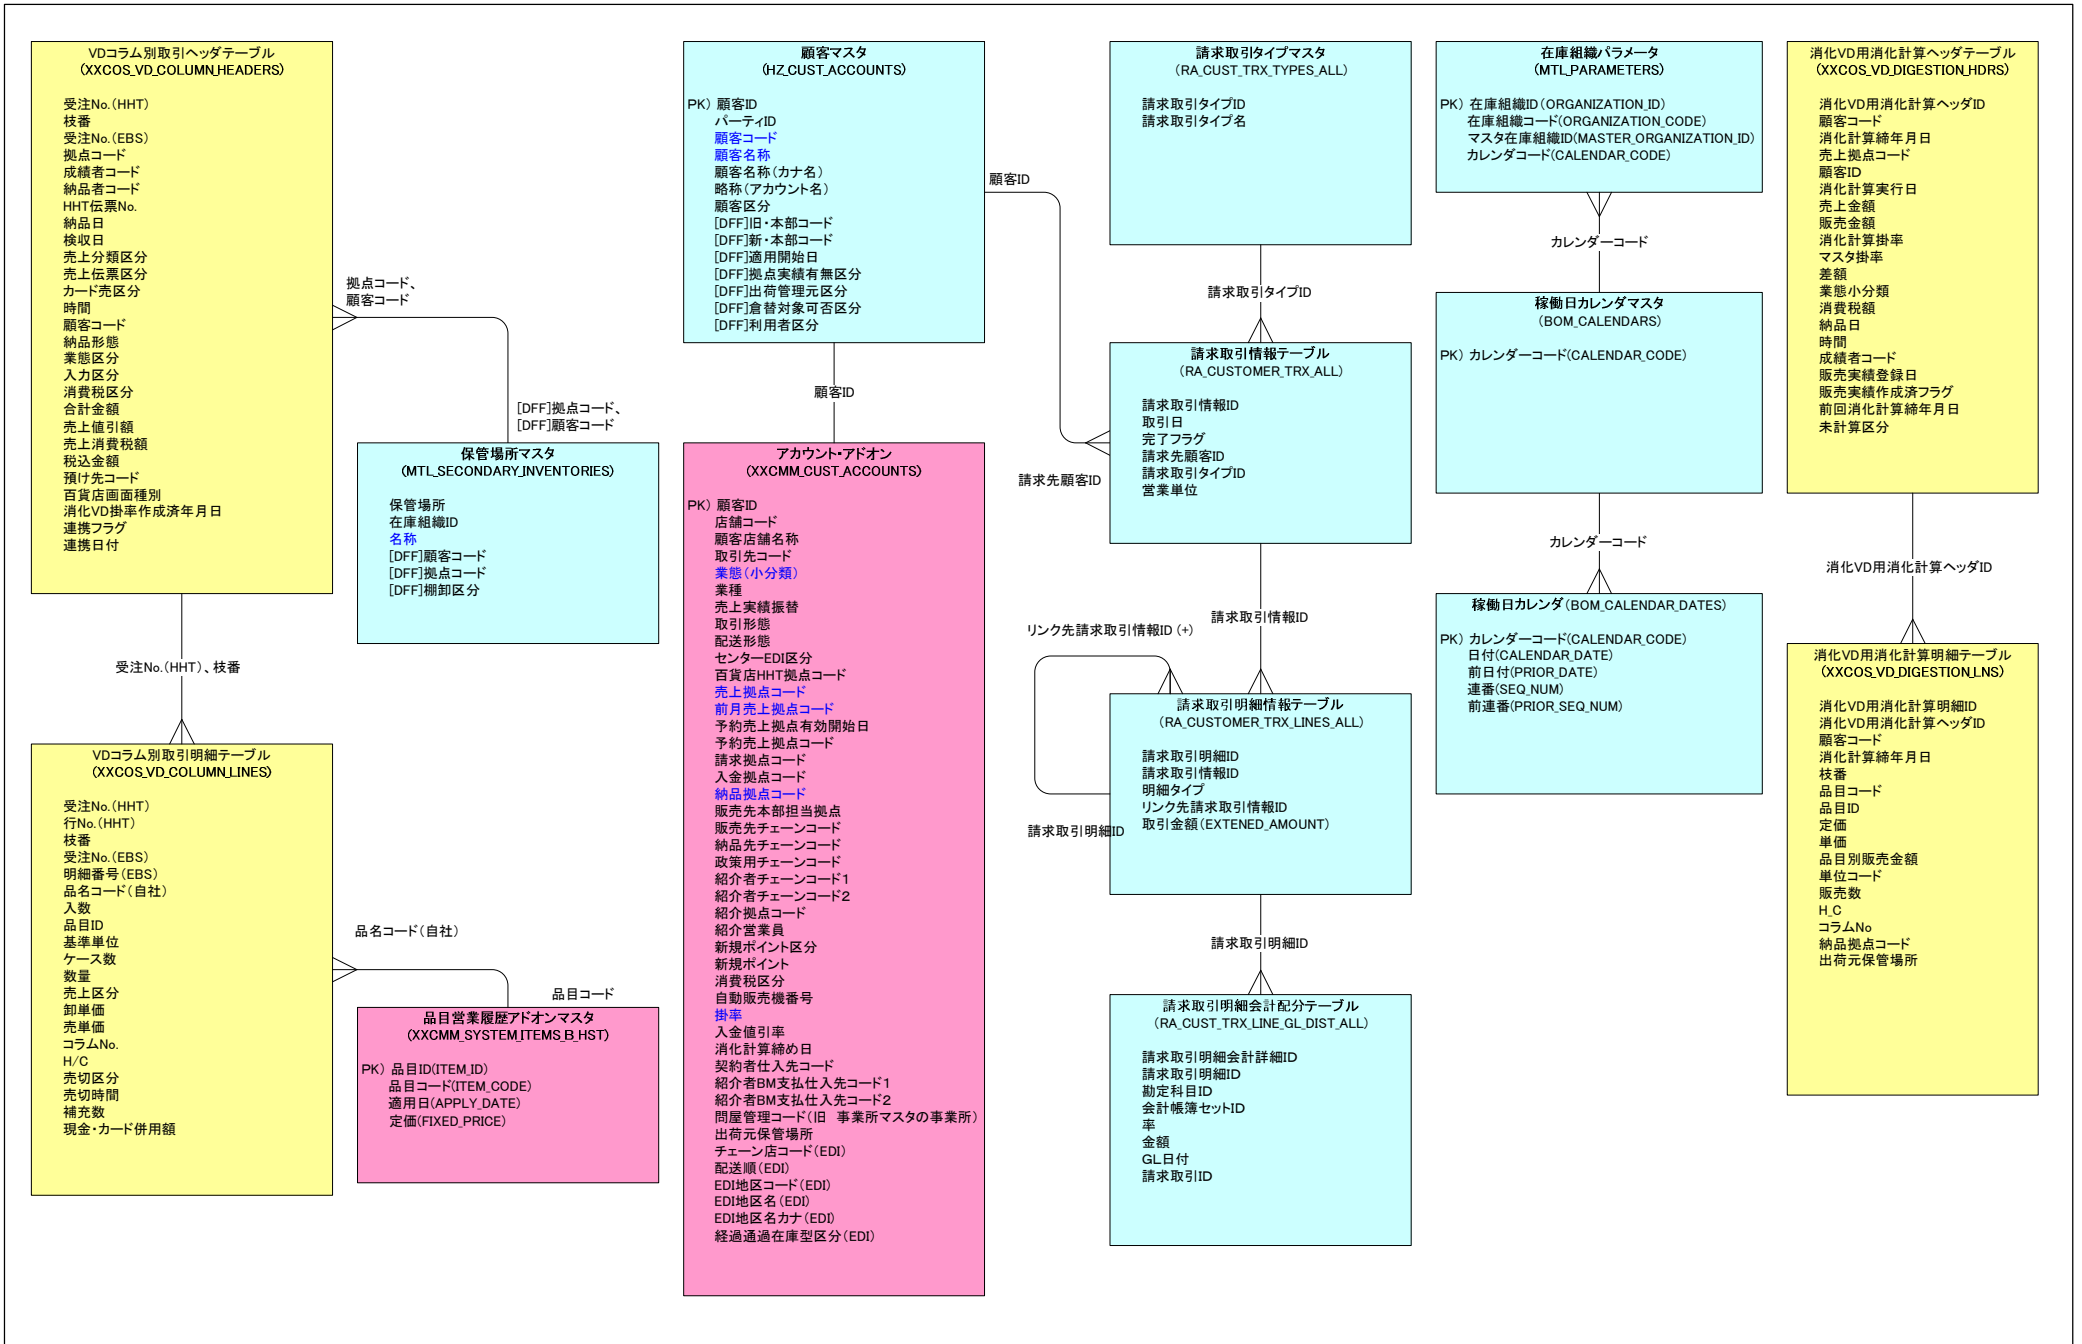 VDコラム別取引ヘッダテーブル
(XXCOS_VD_COLUMN_HEADERS)
受注No.(HHT)
枝番
受注No.(EBS)
拠点コード
成績者コード
納品者コード
HHT伝票No.
納品日
検収日
売上分類区分
売上伝票区分
カード売区分
時間
顧客コード
納品形態
業態区分
入力区分
消費税区分
合計金額
売上値引額
売上消費税額
税込金額
預け先コード
百貨店画面種別
消化VD掛率作成済年月日
連携フラグ
連携日付
受注No.(HHT)、枝番
VDコラム別取引明細テーブル
(XXCOS_VD_COLUMN_LINES)
受注No.(HHT)
行No.(HHT)
枝番
受注No.(EBS)
明細番号(EBS)
品名コード(自社)
入数
品目ID
基準単位
ケース数
数量
売上区分
卸単価
売単価
コラムNo.
H/C
売切区分
売切時間
補充数
現金・カード併用額
拠点コード、
顧客コード
[DFF]拠点コード、
[DFF]顧客コード
保管場所マスタ
(MTL_SECONDARY_INVENTORIES)
保管場所
在庫組織ID
名称
[DFF]顧客コード
[DFF]拠点コード
[DFF]棚卸区分
品名コード(自社)
品目コード
品目営業履歴アドオンマスタ
(XXCMM_SYSTEM_ITEMS_B_HST)
PK) 品目ID(ITEM_ID)
品目コード(ITEM_CODE)
適用日(APPLY_DATE)
定価(FIXED_PRICE)
顧客マスタ
(HZ_CUST_ACCOUNTS)
PK) 顧客ID
パーティID
顧客コード
顧客名称
顧客名称(カナ名)
略称(アカウント名)
顧客区分
[DFF]旧・本部コード
[DFF]新・本部コード
[DFF]適用開始日
[DFF]拠点実績有無区分
[DFF]出荷管理元区分
[DFF]倉替対象可否区分
[DFF]利用者区分
顧客ID
アカウント・アドオン
(XXCMM_CUST_ACCOUNTS)
PK) 顧客ID
店舗コード
顧客店舗名称
取引先コード
業態(小分類)
業種
売上実績振替
取引形態
配送形態
センターEDI区分
百貨店HHT拠点コード
売上拠点コード
前月売上拠点コード
予約売上拠点有効開始日
予約売上拠点コード
請求拠点コード
入金拠点コード
納品拠点コード
販売先本部担当拠点
販売先チェーンコード
納品先チェーンコード
政策用チェーンコード
紹介者チェーンコード1
紹介者チェーンコード2
紹介拠点コード
紹介営業員
新規ポイント区分
新規ポイント
消費税区分
自動販売機番号
掛率
入金値引率
消化計算締め日
契約者仕入先コード
紹介者BM支払仕入先コード1
紹介者BM支払仕入先コード2
問屋管理コード(旧 事業所マスタの事業所)
出荷元保管場所
チェーン店コード(EDI)
配送順(EDI)
EDI地区コード(EDI)
EDI地区名(EDI)
EDI地区名カナ(EDI)
経過通過在庫型区分(EDI)
顧客ID
請求先顧客ID
請求取引タイプマスタ
(RA_CUST_TRX_TYPES_ALL)
請求取引タイプID
請求取引タイプ名
請求取引タイプID
請求取引情報テーブル
(RA_CUSTOMER_TRX_ALL)
請求取引情報ID
取引日
完了フラグ
請求先顧客ID
請求取引タイプID
営業単位
請求取引情報ID
リンク先請求取引情報ID (+)
請求取引明細ID
請求取引明細情報テーブル
(RA_CUSTOMER_TRX_LINES_ALL)
請求取引明細ID
請求取引情報ID
明細タイプ
リンク先請求取引情報ID
取引金額(EXTENED_AMOUNT)
請求取引明細ID
請求取引明細会計配分テーブル
(RA_CUST_TRX_LINE_GL_DIST_ALL)
請求取引明細会計詳細ID
請求取引明細ID
勘定科目ID
会計帳簿セットID
率
金額
GL日付
請求取引ID
在庫組織パラメータ
(MTL_PARAMETERS)
PK) 在庫組織ID(ORGANIZATION_ID)
在庫組織コード(ORGANIZATION_CODE)
マスタ在庫組織ID(MASTER_ORGANIZATION_ID)
カレンダコード(CALENDAR_CODE)
カレンダーコード
稼働日カレンダマスタ
(BOM_CALENDARS)
PK) カレンダーコード(CALENDAR_CODE)
カレンダーコード
稼働日カレンダ(BOM_CALENDAR_DATES)
PK) カレンダーコード(CALENDAR_CODE)
日付(CALENDAR_DATE)
前日付(PRIOR_DATE)
連番(SEQ_NUM)
前連番(PRIOR_SEQ_NUM)
消化VD用消化計算ヘッダテーブル
(XXCOS_VD_DIGESTION_HDRS)
消化VD用消化計算ヘッダID
顧客コード
消化計算締年月日
売上拠点コード
顧客ID
消化計算実行日
売上金額
販売金額
消化計算掛率
マスタ掛率
差額
業態小分類
消費税額
納品日
時間
成績者コード
販売実績登録日
販売実績作成済フラグ
前回消化計算締年月日
未計算区分
消化VD用消化計算ヘッダID
消化VD用消化計算明細テーブル
(XXCOS_VD_DIGESTION_LNS)
消化VD用消化計算明細ID
消化VD用消化計算ヘッダID
顧客コード
消化計算締年月日
枝番
品目コード
品目ID
定価
単価
品目別販売金額
単位コード
販売数
H_C
コラムNo
納品拠点コード
出荷元保管場所